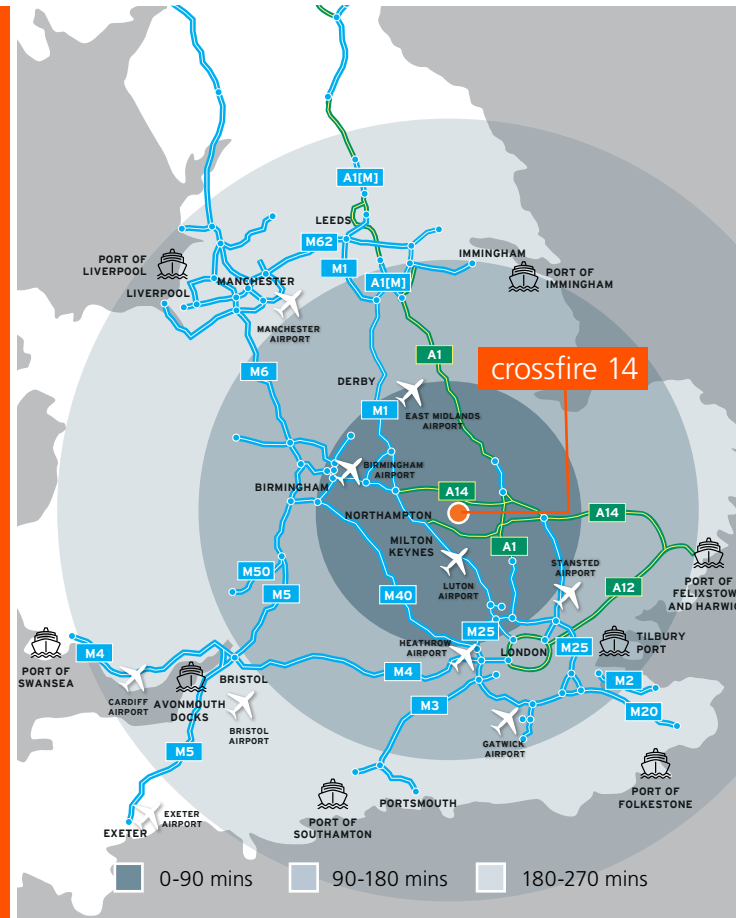 A1[M]
LEEDS
M62
IMMINGHAM
PORT OF
LIVERPOOL
M1
PORT OF
IMMINGHAM
MANCHESTER
A1[M]
LIVERPOOL
MANCHESTER
AIRPORT
A1
crossfire 14
M6
DERBY
M1
EAST MIDLANDS
AIRPORT
BIRMINGHAM
AIRPORT
BIRMINGHAM
A14
NORTHAMPTON
A14
MILTON
KEYNES
A1
STANSTED
AIRPORT
M50
LUTON
AIRPORT
PORT OF
FELIXSTOW
AND HARWIC
M5
M40
A12
M25
TILBURY
PORT
HEATHROW
AIRPORT
LONDON
M25
M4
PORT OF
SWANSEA
M4
BRISTOL
M2
CARDIFF
AIRPORT
AVONMOUTH
DOCKS
M3
M20
BRISTOL
AIRPORT
GATWICK
AIRPORT
M5
PORT OF
FOLKESTONE
PORTSMOUTH
EXETER
AIRPORT
EXETER
PORT OF
SOUTHAMTON
0-90 mins
90-180 mins
180-270 mins